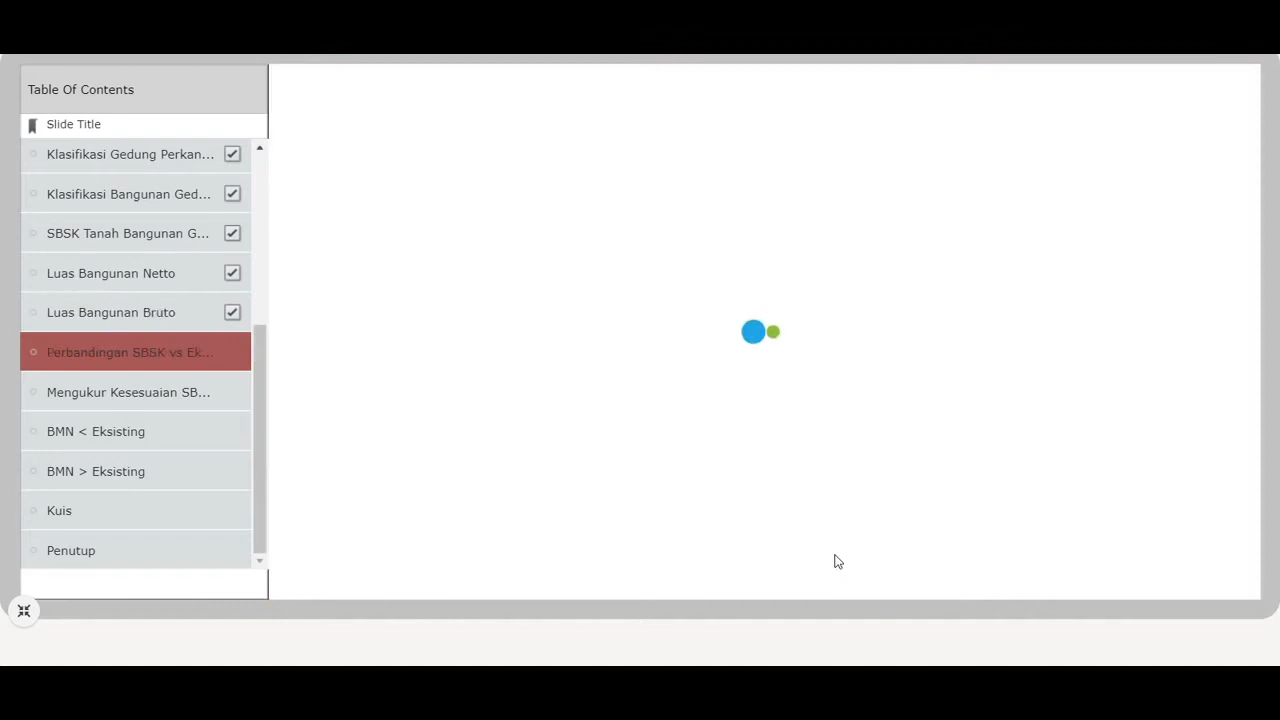 Table Of Contents
Slide Title
Klasifikasi Gedung Perkan...
Klasifikasi Bangunan Ged...
SBSK Tanah Bangunan G...
Luas Bangunan Netto
Luas Bangunan Bruto
Perbandingan SBSK vs Ek...
Mengukur Kesesuaian SB...
BMN < Eksisting
BMN > Eksisting
Kuis
Penutup